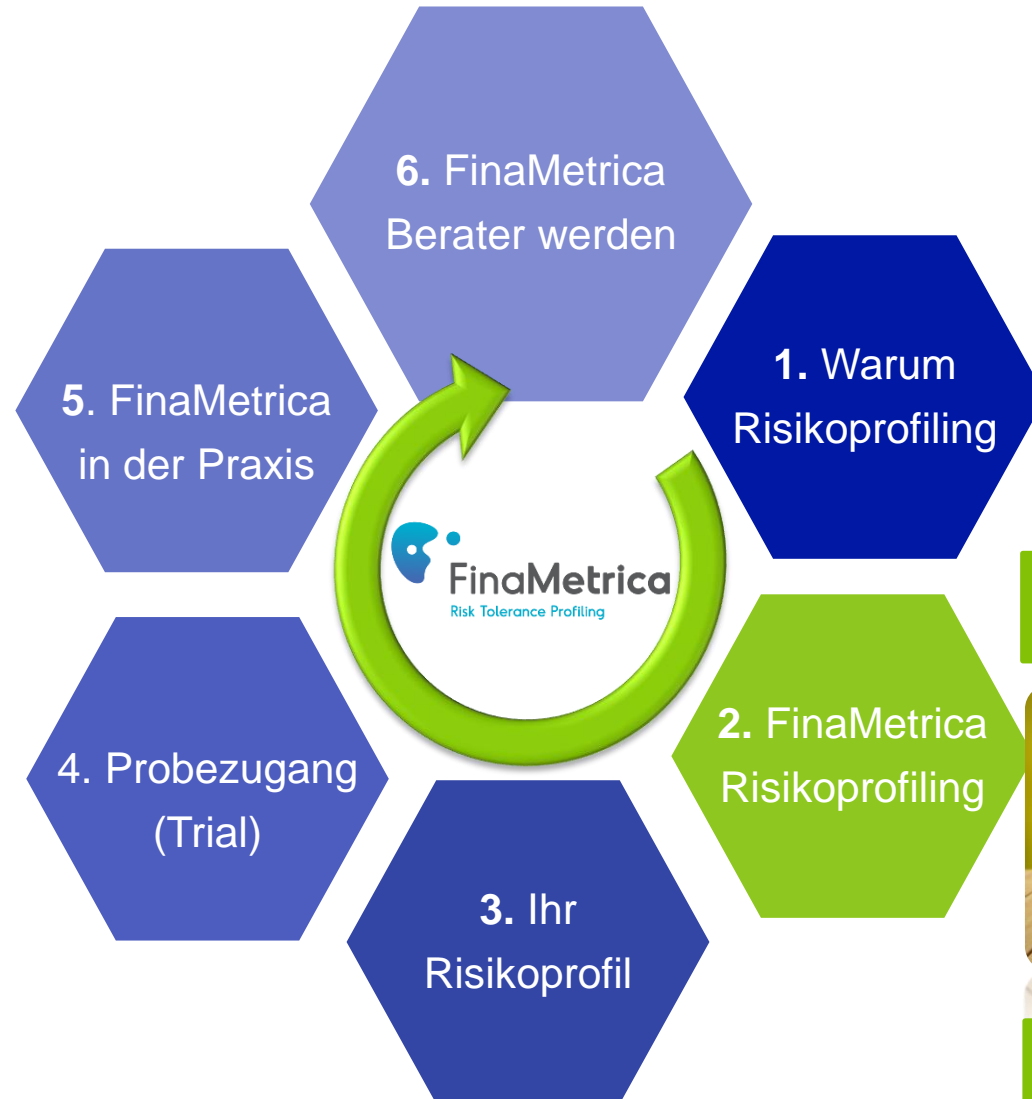 6. FinaMetrica
Berater werden
1. Warum
Risikoprofiling
5. FinaMetrica
in der Praxis
FinaMetrica
Risk Tolerance Profiling
2. FinaMetrica
Risikoprofiling
4. Probezugang
(Trial)
3. Ihr
Risikoprofil